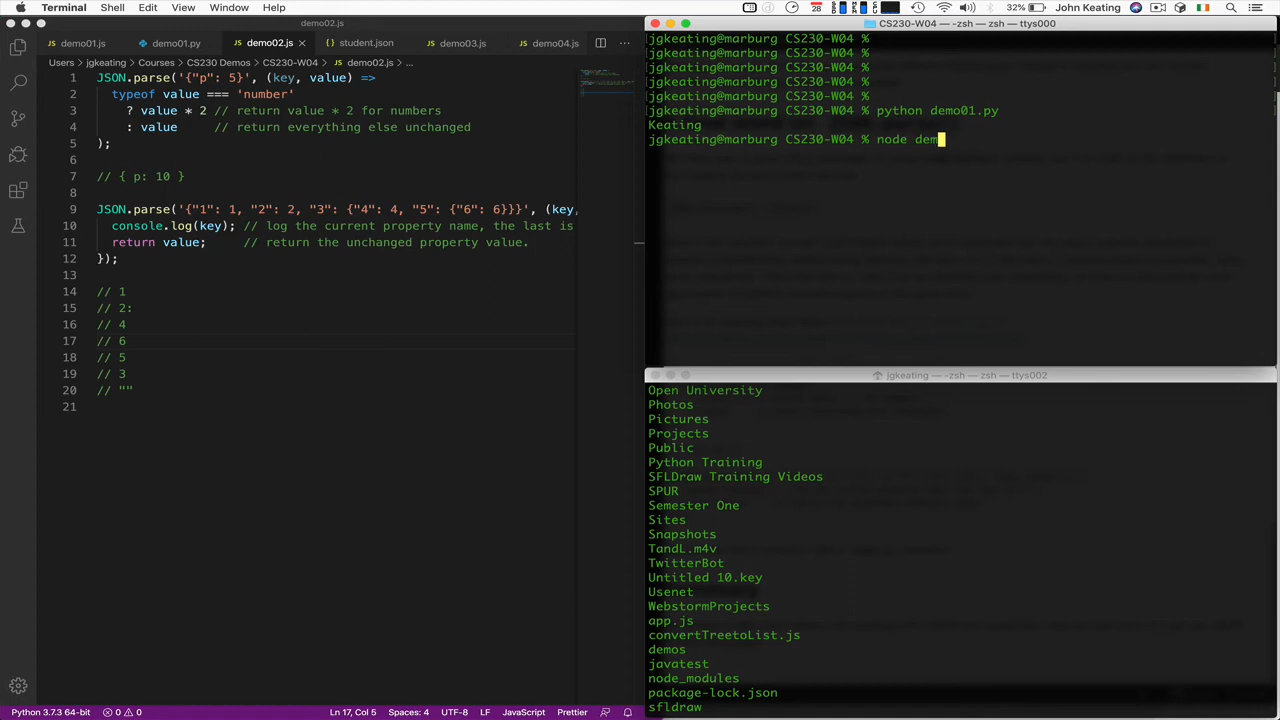 Terminal Shell Edit View Window Help
28 32% John Keating
demo02.js
CS230-W04 — -zsh — zsh — ttys000
demo01.js demo01.py demo02.js student.json demo03.js demo04.js
Users jgkeating Courses CS230 Demos CS230-W04 demo02.js ...
1 JSON.parse('{"p": 5}', (key, value) =>
2 typeof value === 'number'
3 ? value * 2 // return value * 2 for numbers
4 : value // return everything else unchanged
5 );
6
7 // { p: 10 }
8
9 JSON.parse('{"1": 1, "2": 2, "3": {"4": 4, "5": {"6": 6}}}', (key,
10 console.log(key); // log the current property name, the last is
11 return value; // return the unchanged property value.
12 });
13
14 // 1
15 // 2:
16 // 4
17 // 6
18 // 5
19 // 3
20 // ""
21
Python 3.7.3 64-bit 0 0 Ln 17, Col 5 Spaces: 4 UTF-8 LF JavaScript Prettier
jgkeating@marburg CS230-W04 %
jgkeating@marburg CS230-W04 %
jgkeating@marburg CS230-W04 %
jgkeating@marburg CS230-W04 %
jgkeating@marburg CS230-W04 %
jgkeating@marburg CS230-W04 % python demo01.py
Keating
jgkeating@marburg CS230-W04 % node dem
jgkeating — -zsh — zsh — ttys002
Open University
Photos
Pictures
Projects
Public
Python Training
SFLDraw Training Videos
SPUR
Semester One
Sites
Snapshots
TandL.m4v
TwitterBot
Untitled 10.key
Usenet
WebstormProjects
app.js
convertTreetoList.js
demos
javatest
node_modules
package-lock.json
sfldraw